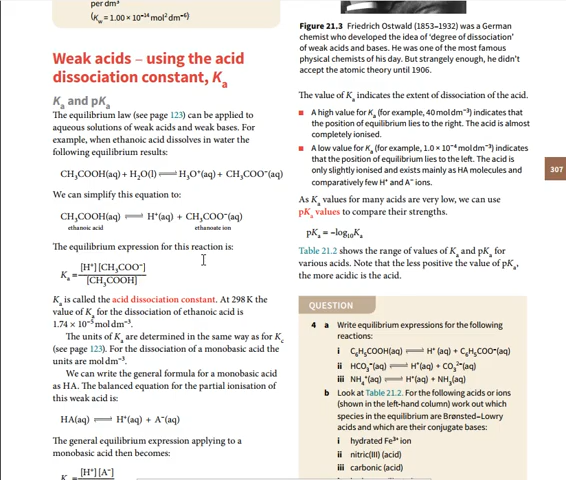 per dm³
(Kw = 1.00 × 10⁻¹⁴ mol² dm⁻⁶)
Weak acids – using the acid
dissociation constant, Ka
Ka and pKa
The equilibrium law (see page 123) can be applied to
aqueous solutions of weak acids and weak bases. For
example, when ethanoic acid dissolves in water the
following equilibrium results:
CH₃COOH(aq) + H₂O(l) ⇌ H₃O⁺(aq) + CH₃COO⁻(aq)
We can simplify this equation to:
CH₃COOH(aq) ⇌ H⁺(aq) + CH₃COO⁻(aq)
ethanoic acid ethanoate ion
The equilibrium expression for this reaction is:
Ka = [H⁺] [CH₃COO⁻]
[CH₃COOH]
Ka is called the acid dissociation constant. At 298 K the
value of Ka for the dissociation of ethanoic acid is
1.74 × 10⁻⁵ mol dm⁻³.
The units of Ka are determined in the same way as for Kc
(see page 123). For the dissociation of a monobasic acid the
units are mol dm⁻³.
We can write the general formula for a monobasic
acid as HA. The balanced equation for the partial ionisation of
this weak acid is:
HA(aq) ⇌ H⁺(aq) + A⁻(aq)
The general equilibrium expression applying to a
monobasic acid then becomes:
K = [H⁺] [A⁻]
Figure 21.3 Friedrich Ostwald (1853–1932) was a German
chemist who developed the idea of ‘degree of dissociation’
of weak acids and bases. He was one of the most famous
physical chemists of his day. But strangely enough, he didn’t
accept the atomic theory until 1906.
The value of Ka indicates the extent of dissociation of the acid.
■ A high value for Ka (for example, 40 mol dm⁻³) indicates that
the position of equilibrium lies to the right. The acid is almost
completely ionised.
■ A low value for Ka (for example, 1.0 × 10⁻⁴ mol dm⁻³) indicates
that the position of equilibrium lies to the left. The acid is
only slightly ionised and exists mainly as HA molecules and
comparatively few H⁺ and A⁻ ions.
As Ka values for many acids are very low, we can use
pKa values to compare their strengths.
pKa = –log₁₀Ka
Table 21.2 shows the range of values of Ka and pKa for
various acids. Note that the less positive the value of pKa,
the more acidic is the acid.
QUESTION
4 a Write equilibrium expressions for the following
reactions:
i C₆H₅COOH(aq) ⇌ H⁺(aq) + C₆H₅COO⁻(aq)
ii HCO₃⁻(aq) ⇌ H⁺(aq) + CO₃²⁻(aq)
iii NH₄⁺(aq) ⇌ H⁺(aq) + NH₃(aq)
b Look at Table 21.2. For the following acids or ions
(shown in the left-hand column) work out which
species in the equilibrium are Brønsted–Lowry
acids and which are their conjugate bases:
i hydrated Fe³⁺ ion
ii nitric(III) (acid)
iii carbonic (acid)
307